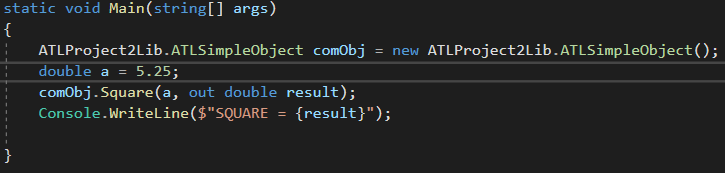 static void Main(string[] args)
{
ATLProject2Lib.ATLSimpleObject comObj = new ATLProject2Lib.ATLSimpleObject();
double a = 5.25;
comObj.Square(a, out double result);
Console.WriteLine($"SQUARE = {result}");
}